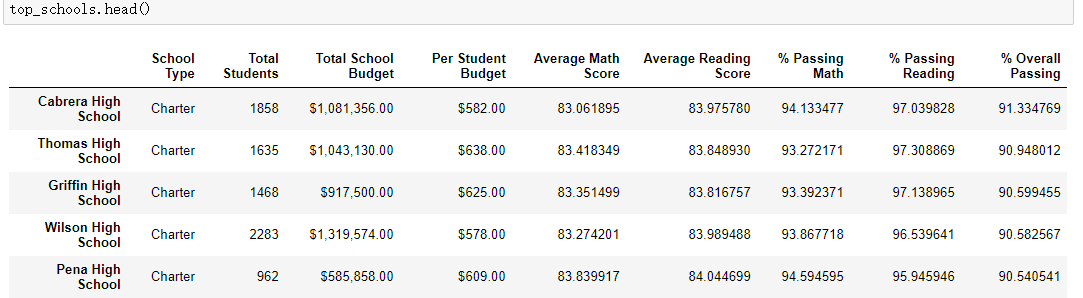 top_schools.head()
School Type Total Students Total School Budget Per Student Budget Average Math Score Average Reading Score % Passing Math % Passing Reading % Overall Passing
Cabrera High School Charter 1858 $1,081,356.00 $582.00 83.061895 83.975780 94.133477 97.039828 91.334769
Thomas High School Charter 1635 $1,043,130.00 $638.00 83.418349 83.848930 93.272171 97.308869 90.948012
Griffin High School Charter 1468 $917,500.00 $625.00 83.351499 83.816757 93.392371 97.138965 90.599455
Wilson High School Charter 2283 $1,319,574.00 $578.00 83.274201 83.989488 93.867718 96.539641 90.582567
Pena High School Charter 962 $585,858.00 $609.00 83.839917 84.044699 94.594595 95.945946 90.540541